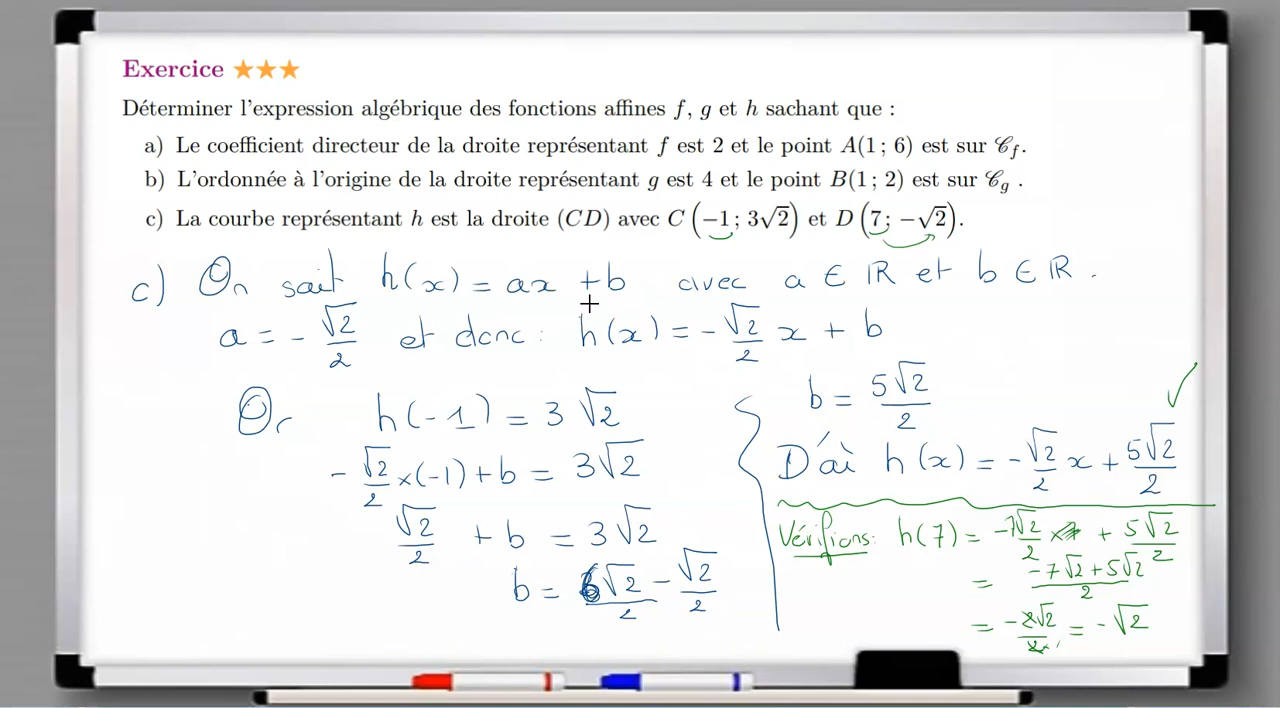 Exercice ★★★
Déterminer l'expression algébrique des fonctions affines f, g et h sachant que :
a) Le coefficient directeur de la droite représentant f est 2 et le point A(1 ; 6) est sur 𝒞_f.
b) L'ordonnée à l'origine de la droite représentant g est 4 et le point B(1 ; 2) est sur 𝒞_g .
c) La courbe représentant h est la droite (CD) avec C (−1 ; 3√2) et D (7 ; −√2).
c) On sait h(x) = ax + b avec a ∈ ℝ et b ∈ ℝ.
a = − √2/2 et donc : h(x) = − √2/2 x + b
Or h(−1) = 3√2
− √2/2 × (−1) + b = 3√2
√2/2 + b = 3√2
b = 6√2/2 − √2/2
b = 5√2/2 ✓
D'où h(x) = − √2/2 x + 5√2/2
Vérifions : h(7) = −7√2/2 + 5√2/2
= (−7√2 + 5√2)/2
= −2√2/2 = −√2